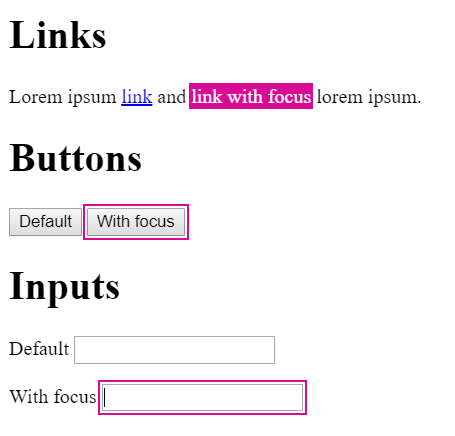 Links
Lorem ipsum link and link with focus lorem ipsum.
Buttons
Default With focus
Inputs
Default
With focus